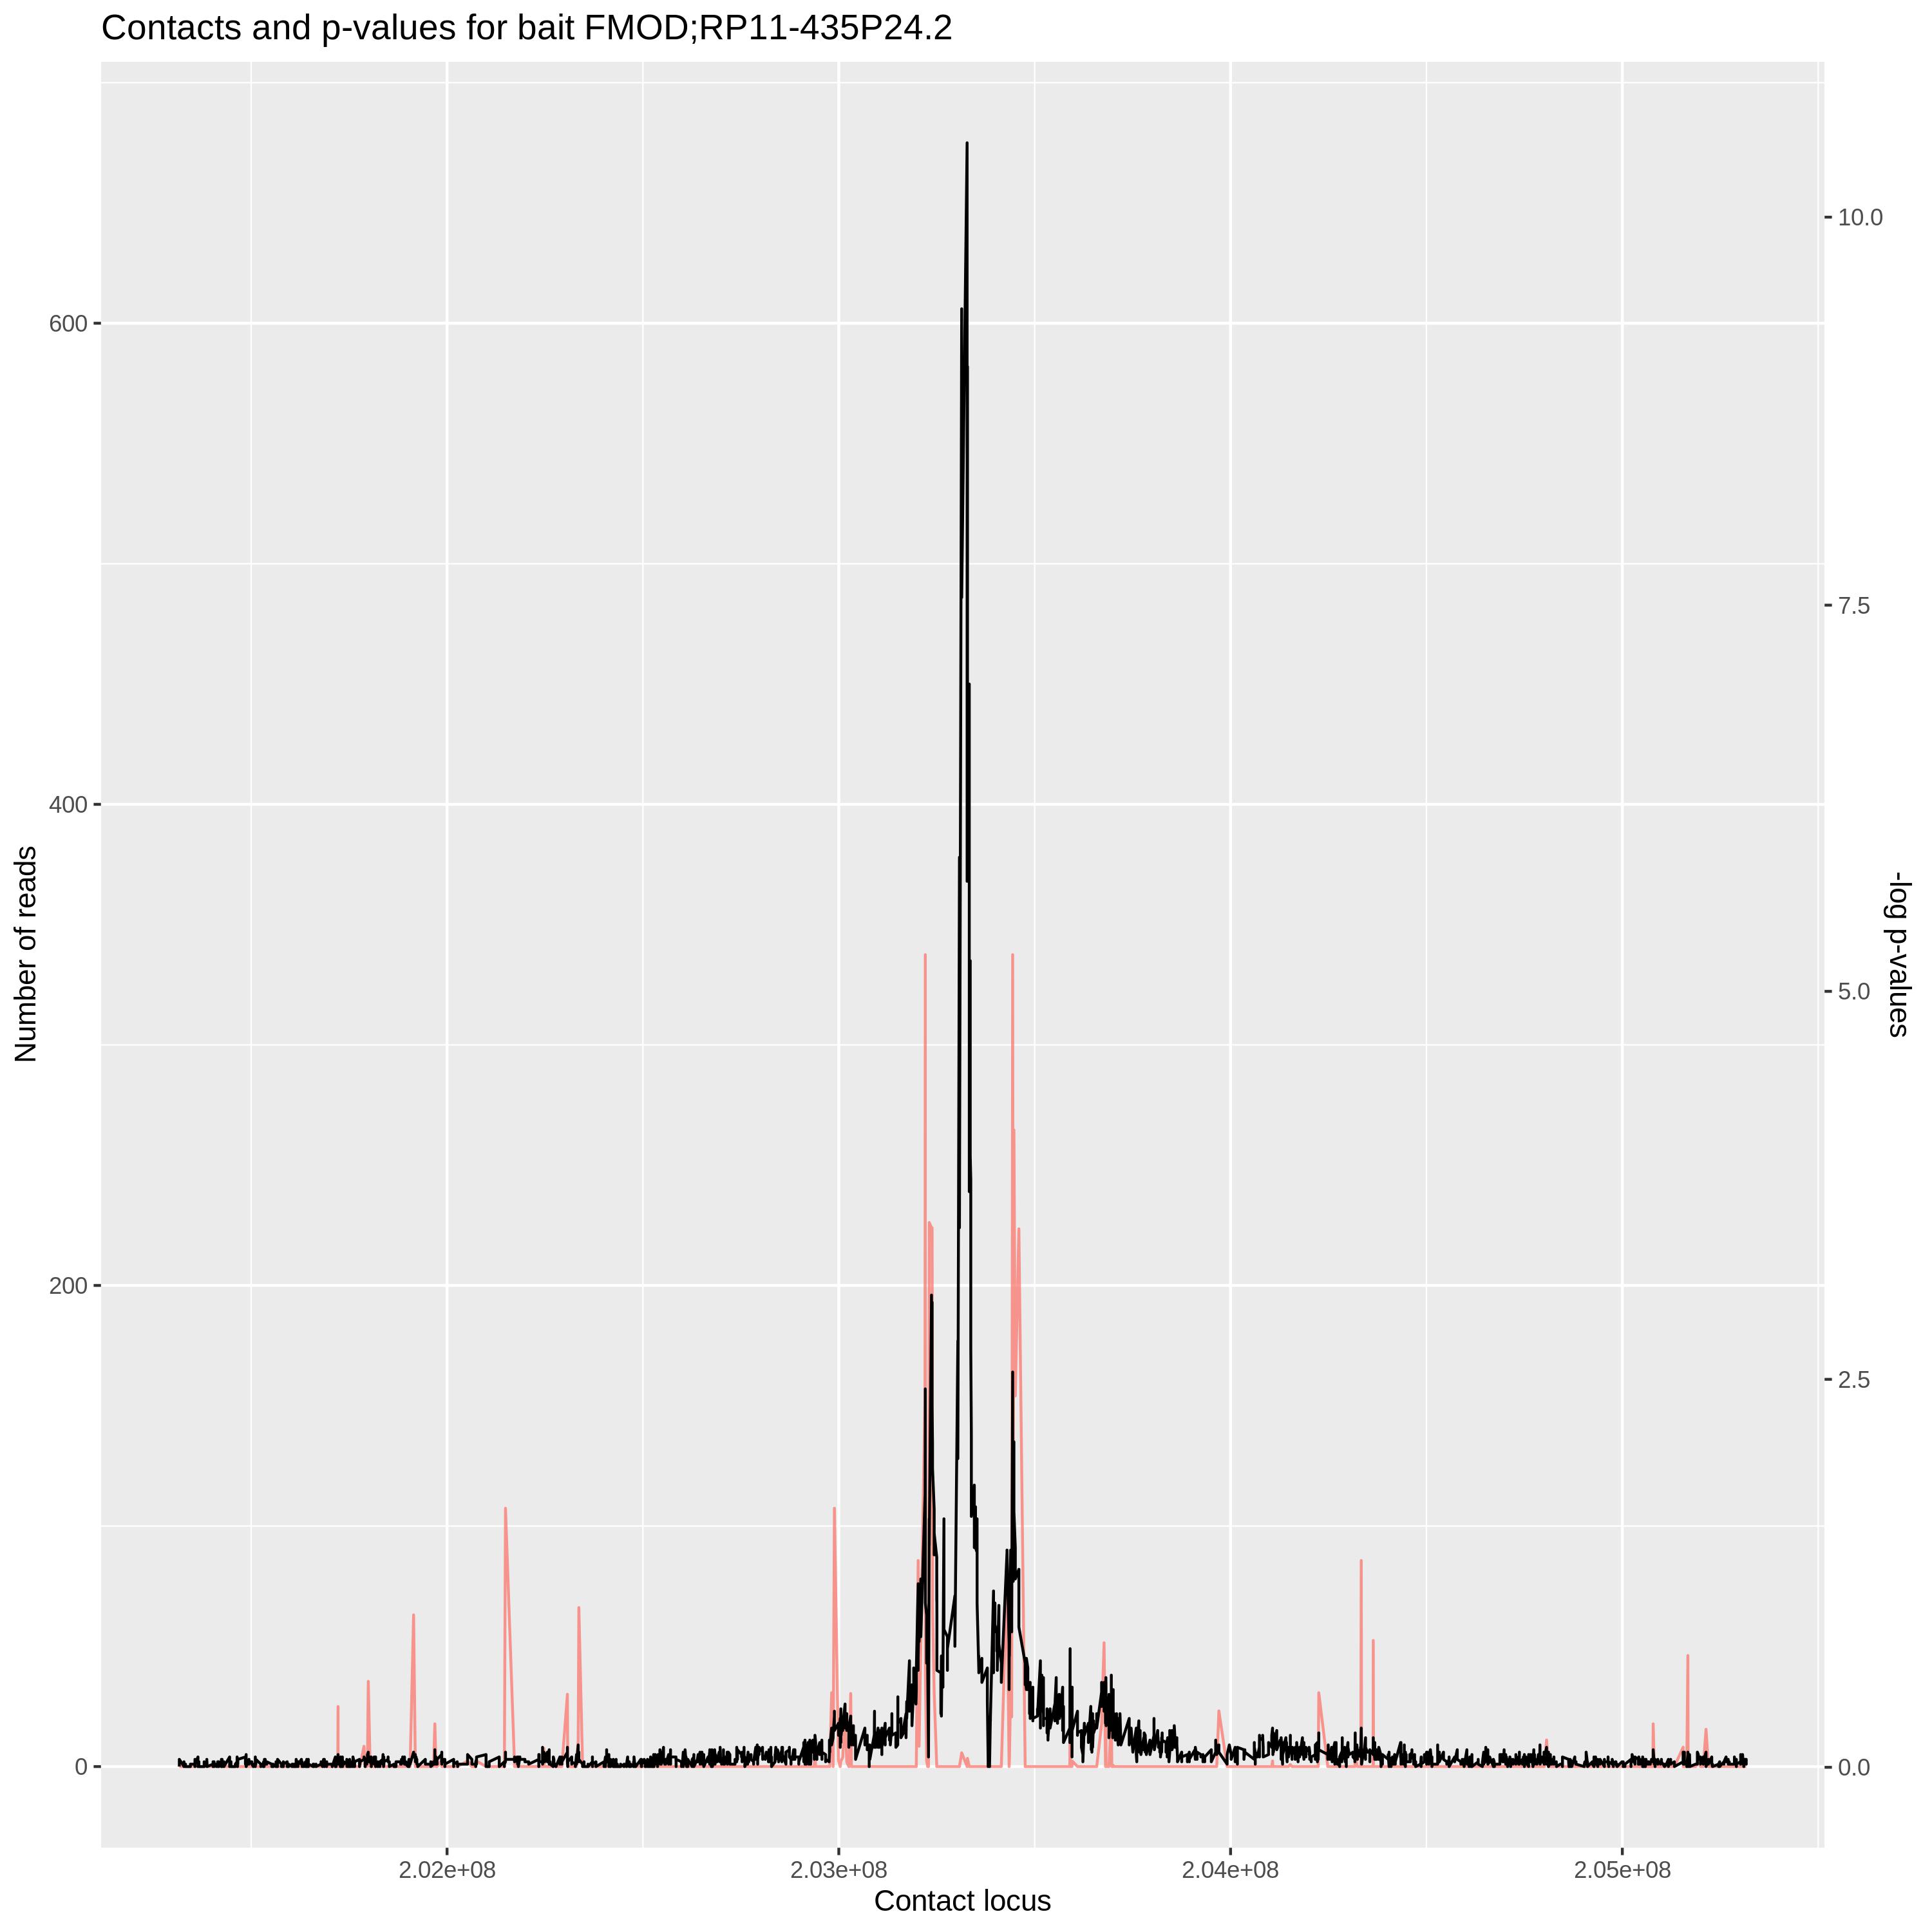 Contacts and p-values for bait FMOD;RP11-435P24.2
Number of reads
600
400
200
0
10.0
7.5
5.0
2.5
0.0
-log p-values
2.02e+08
2.03e+08
2.04e+08
2.05e+08
Contact locus